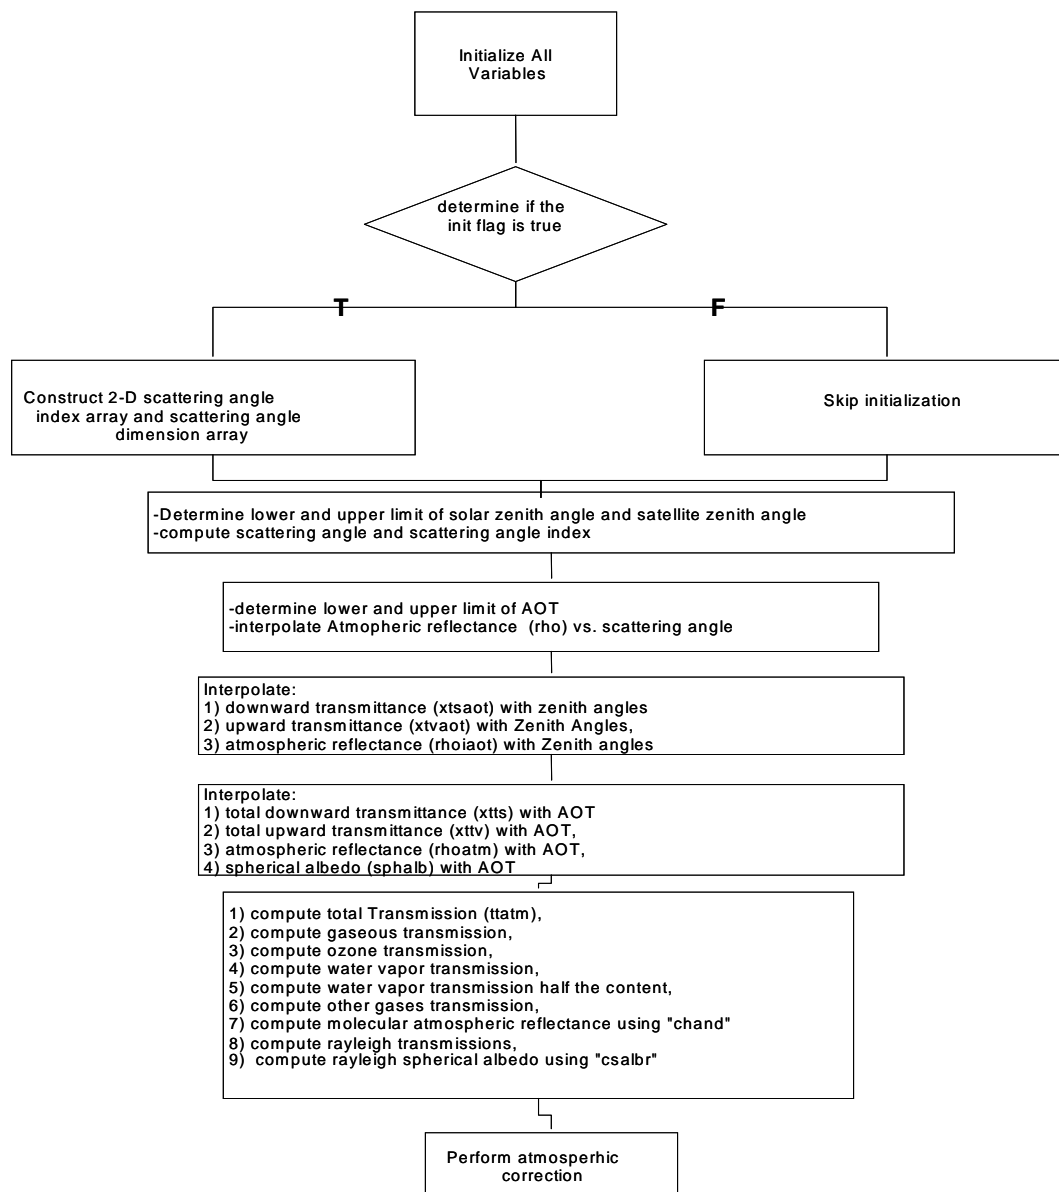 Initialize All
Variables
determine if the
init flag is true
T
F
Construct 2-D scattering angle
index array and scattering angle
dimension array
Skip initialization
-Determine lower and upper limit of solar zenith angle and satellite zenith angle
-compute scattering angle and scattering angle index
-determine lower and upper limit of AOT
-interpolate Atmopheric reflectance (rho) vs. scattering angle
Interpolate:
1) downward transmittance (xtsaot) with zenith angles
2) upward transmittance (xtvaot) with Zenith Angles,
3) atmospheric reflectance (rhoiaot) with Zenith angles
Interpolate:
1) total downward transmittance (xtts) with AOT
2) total upward transmittance (xttv) with AOT,
3) atmospheric reflectance (rhoatm) with AOT,
4) spherical albedo (sphalb) with AOT
1) compute total Transmission (ttatm),
2) compute gaseous transmission,
3) compute ozone transmission,
4) compute water vapor transmission,
5) compute water vapor transmission half the content,
6) compute other gases transmission,
7) compute molecular atmospheric reflectance using "chand"
8) compute rayleigh transmissions,
9) compute rayleigh spherical albedo using "csalbr"
Perform atmosperhic
correction